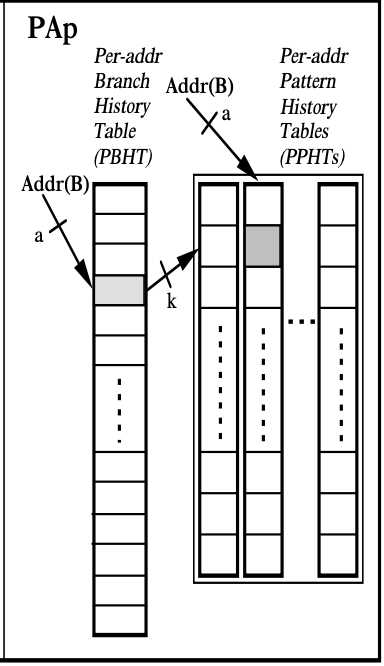 PAp
Per-addr
Branch
History
Table
(PBHT)
Per-addr
Pattern
History
Tables
(PPHTs)
Addr(B)
a
Addr(B)
a
k